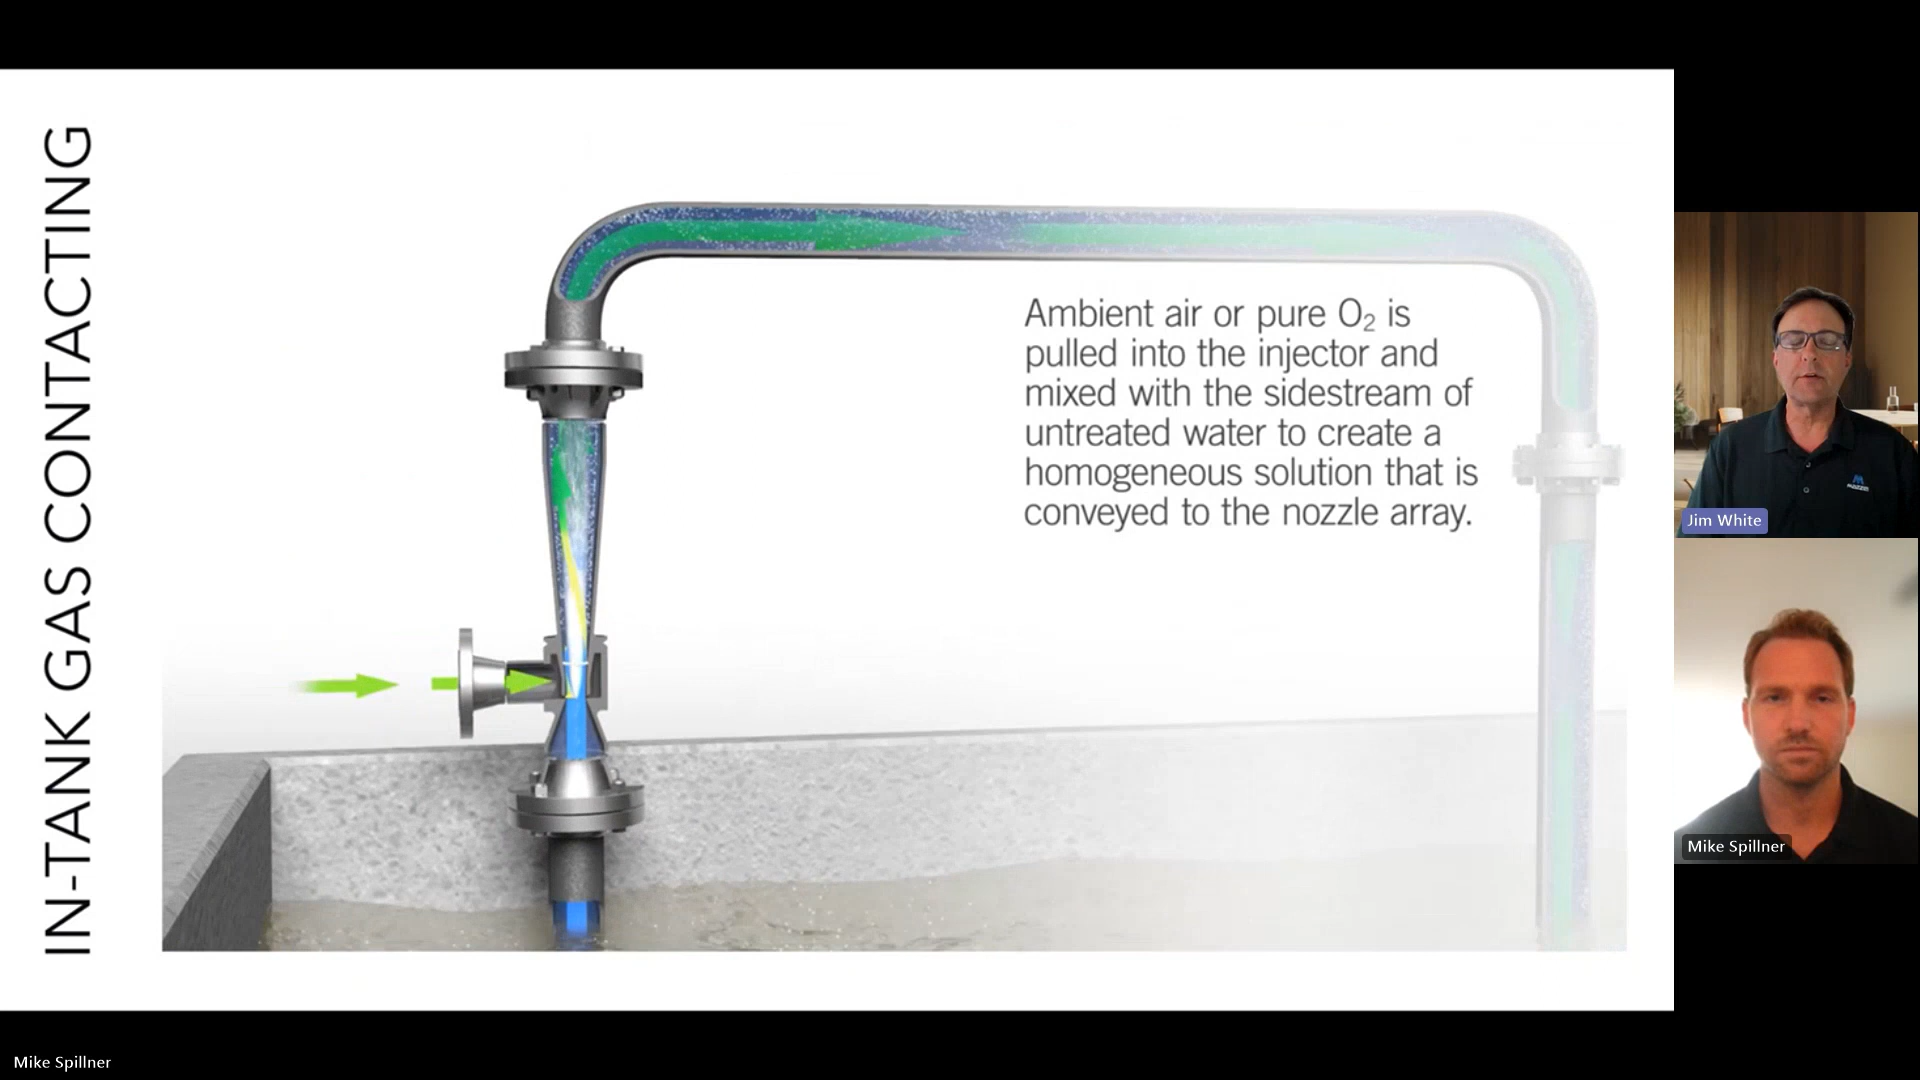 IN-TANK GAS CONTACTING
Ambient air or pure O₂ is
pulled into the injector and
mixed with the sidestream of
untreated water to create a
homogeneous solution that is
conveyed to the nozzle array.
Jim White
Mike Spillner
Mike Spillner